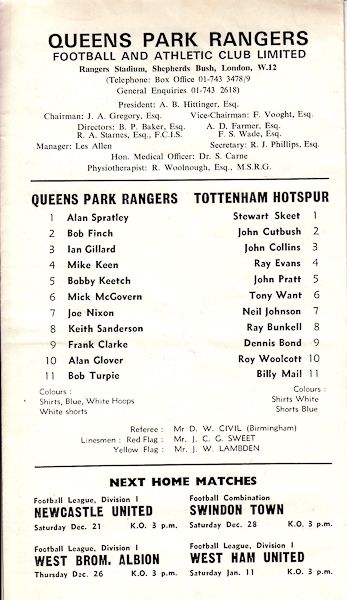 QUEENS PARK RANGERS
FOOTBALL AND ATHLETIC CLUB LIMITED
Rangers Stadium, Shepherds Bush, London, W.12
(Telephone: Box Office 01-743 3478/9
General Enquiries 01-743 2618)
President: A. B. Hittinger, Esq.
Chairman: J. A. Gregory, Esq. Vice-Chairman: F. Vooght, Esq.
Directors: B. P. Baker, Esq. A. D. Farmer, Esq.
R. A. Starnes, Esq., F.C.I.S. F. S. Wade, Esq.
Manager: Les Allen Secretary: R. J. Phillips, Esq.
Hon. Medical Officer: Dr. S. Carne
Physiotherapist: R. Woolnough, Esq., M.S.R.G.
QUEENS PARK RANGERS TOTTENHAM HOTSPUR
1 Alan Spratley Stewart Skeet 1
2 Bob Finch John Cutbush 2
3 Ian Gillard John Collins 3
4 Mike Keen Ray Evans 4
5 Bobby Keetch John Pratt 5
6 Mick McGovern Tony Want 6
7 Joe Nixon Neil Johnson 7
8 Keith Sanderson Ray Bunkell 8
9 Frank Clarke Dennis Bond 9
10 Alan Glover Roy Woolcott 10
11 Bob Turpie Billy Mail 11
Colours : Colours :
Shirts, Blue, White Hoops Shirts White
White shorts Shorts Blue
Referee : Mr D. W. CIVIL (Birmingham)
Linesmen : Red Flag : Mr. J. C. G. SWEET
Yellow Flag : Mr. J. W. LAMBDEN
NEXT HOME MATCHES
Football League, Division I Football Combination
NEWCASTLE UNITED SWINDON TOWN
Saturday Dec. 21 K.O. 3 p.m. Saturday Dec. 28 K.O. 3 p.m.
Football League, Division I Football League, Division I
WEST BROM. ALBION WEST HAM UNITED
Thursday Dec. 26 K.O. 3 p.m. Saturday Jan. 11 K.O. 3 p.m.